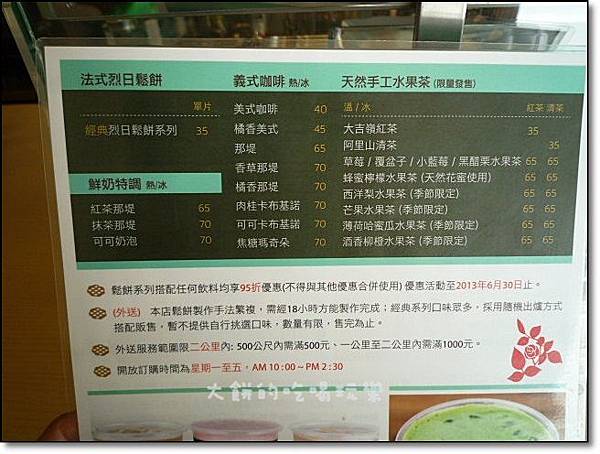 法式烈日鬆餅
單片
經典烈日鬆餅系列 35
鮮奶特調 熱/冰
紅茶那堤 65
抹茶那堤 70
可可奶泡 70
義式咖啡 熱/冰
美式咖啡 40
橘香美式 45
那堤 65
香草那堤 70
橘香那堤 70
肉桂卡布基諾 70
可可卡布基諾 70
焦糖瑪奇朵 70
天然手工水果茶 (限量發售)
溫/冰 紅茶 清茶
大吉嶺紅茶 35
阿里山清茶 35
草莓/覆盆子/小藍莓/黑醋栗水果茶 65 65
蜂蜜檸檬水果茶 (天然花蜜使用) 65 65
西洋梨水果茶 (季節限定) 65 65
芒果水果茶 (季節限定) 65 65
薄荷哈蜜瓜水果茶 (季節限定) 65 65
酒香柳橙水果茶 (季節限定) 65 65
鬆餅系列搭配任何飲料均享95折優惠(不得與其他優惠合併使用) 優惠活動至2013年6月30日止。
(外送) 本店鬆餅製作手法繁複，需經18小時方能製作完成；經典系列口味眾多，採用隨機出爐方式
搭配販售，暫不提供自行挑選口味，數量有限，售完為止。
外送服務範圍限二公里內: 500公尺內需滿500元、一公里至二公里內需滿1000元。
開放訂購時間為星期一至五，AM 10:00~PM 2:30
大餅的吃喝玩樂